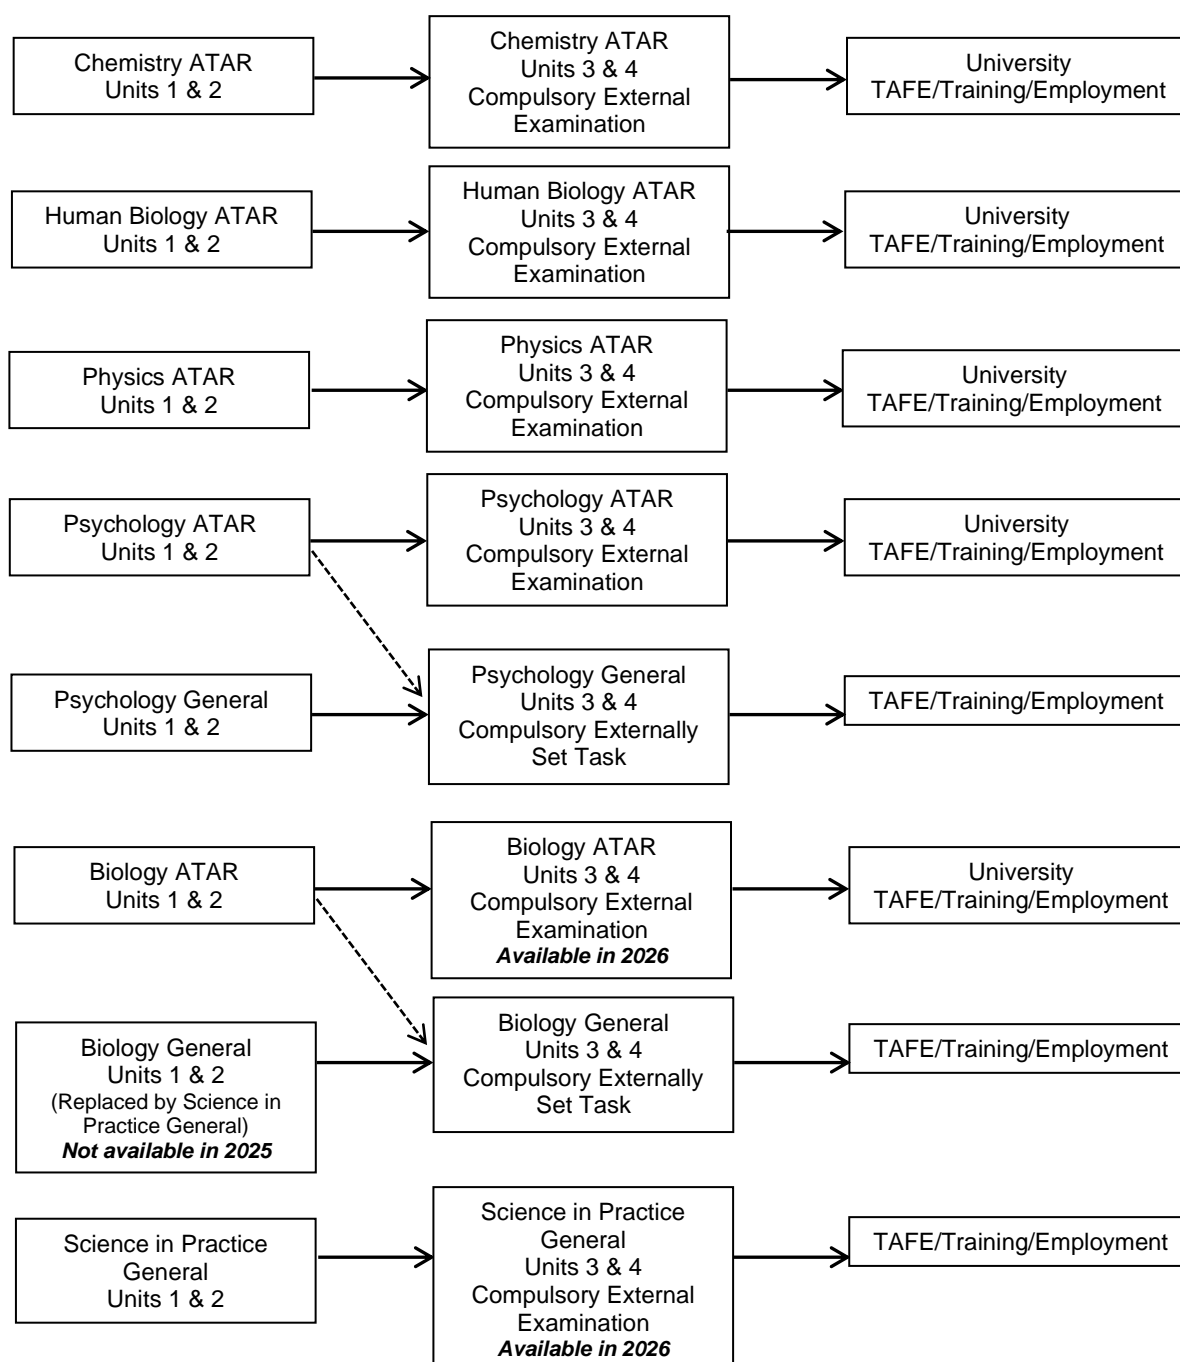 Chemistry ATAR
Units 1 & 2
Chemistry ATAR
Units 3 & 4
Compulsory External
Examination
University
TAFE/Training/Employment
Human Biology ATAR
Units 1 & 2
Human Biology ATAR
Units 3 & 4
Compulsory External
Examination
University
TAFE/Training/Employment
Physics ATAR
Units 1 & 2
Physics ATAR
Units 3 & 4
Compulsory External
Examination
University
TAFE/Training/Employment
Psychology ATAR
Units 1 & 2
Psychology ATAR
Units 3 & 4
Compulsory External
Examination
University
TAFE/Training/Employment
Psychology General
Units 1 & 2
Psychology General
Units 3 & 4
Compulsory Externally
Set Task
TAFE/Training/Employment
Biology ATAR
Units 1 & 2
Biology ATAR
Units 3 & 4
Compulsory External
Examination
Available in 2026
University
TAFE/Training/Employment
Biology General
Units 1 & 2
(Replaced by Science in
Practice General)
Not available in 2025
Biology General
Units 3 & 4
Compulsory Externally
Set Task
TAFE/Training/Employment
Science in Practice
General
Units 1 & 2
Science in Practice
General
Units 3 & 4
Compulsory External
Examination
Available in 2026
TAFE/Training/Employment